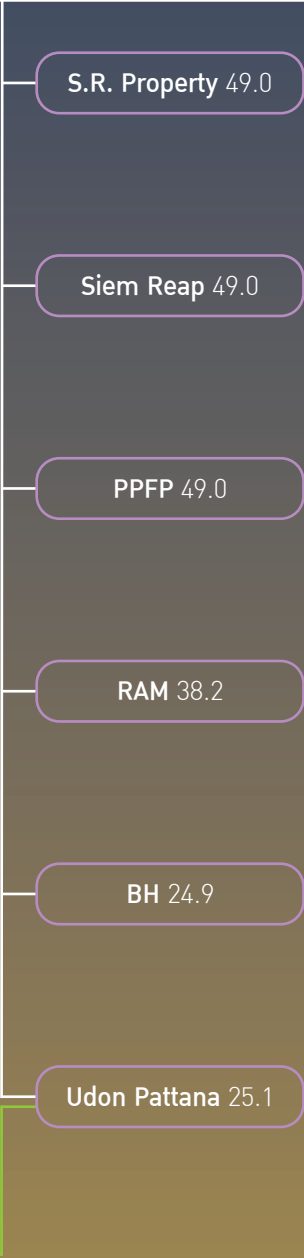 S.R. Property 49.0
Siem Reap 49.0
PPFP 49.0
RAM 38.2
BH 24.9
Udon Pattana 25.1